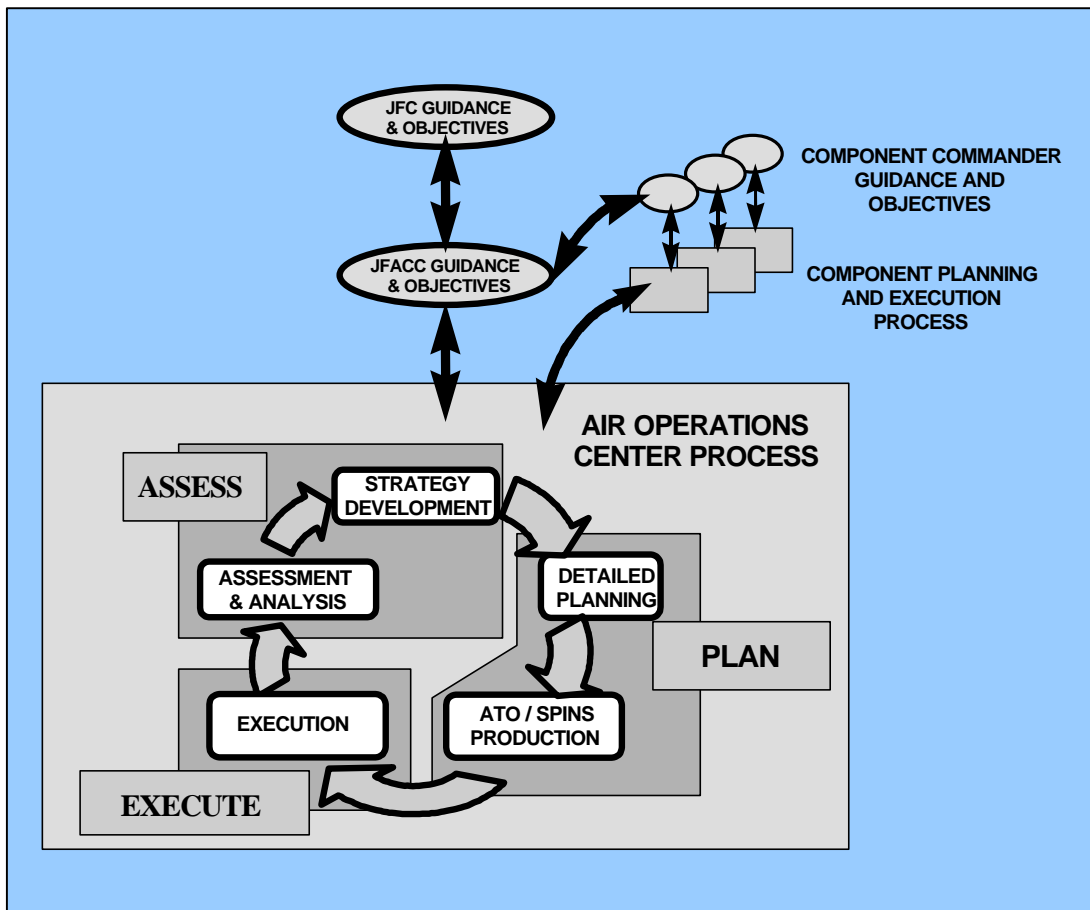 JFC GUIDANCE
& OBJECTIVES
COMPONENT COMMANDER
GUIDANCE AND
OBJECTIVES
JFACC GUIDANCE
& OBJECTIVES
COMPONENT PLANNING
AND EXECUTION
PROCESS
AIR OPERATIONS
CENTER PROCESS
ASSESS
STRATEGY
DEVELOPMENT
ASSESSMENT
& ANALYSIS
DETAILED
PLANNING
PLAN
EXECUTION
ATO / SPINS
PRODUCTION
EXECUTE